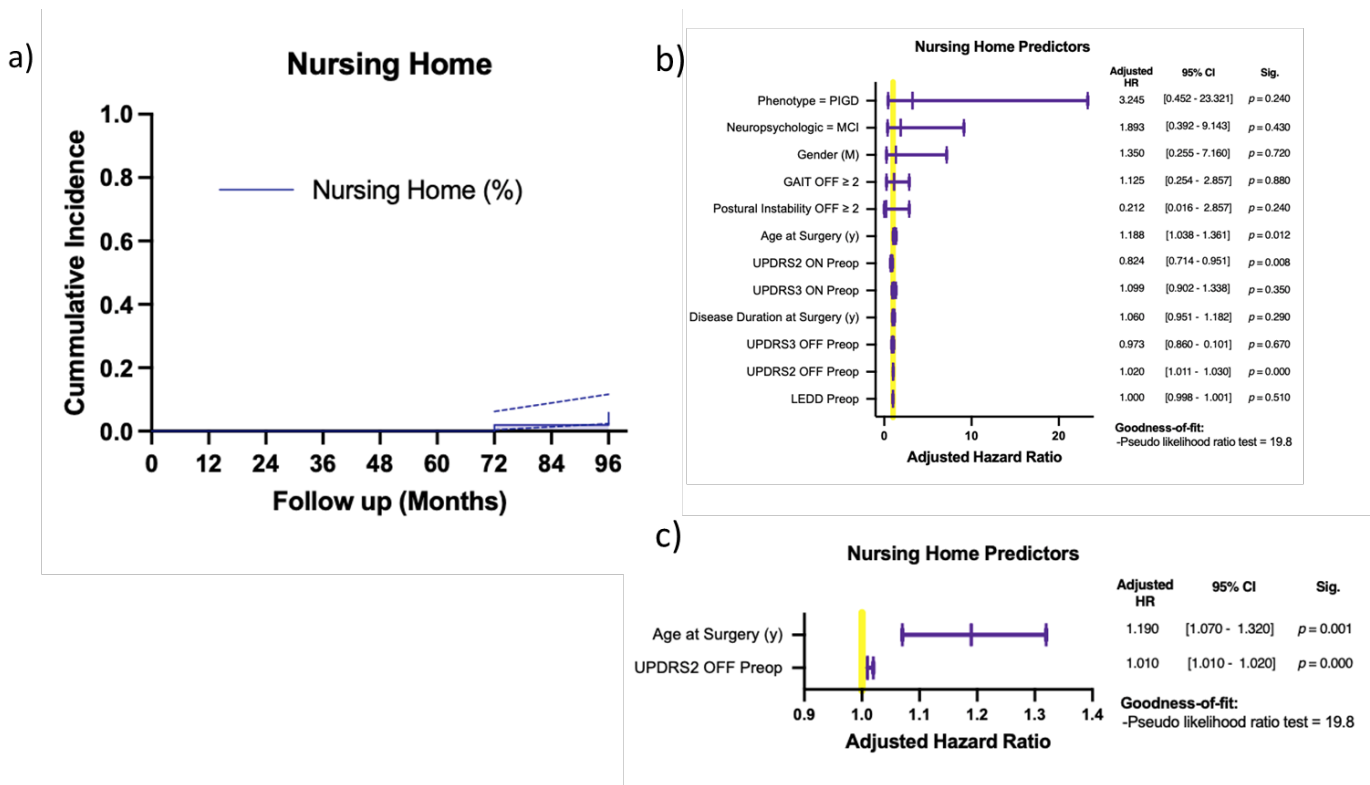 a)
Nursing Home
Cummulative Incidence
1.0
0.8
0.6
0.4
0.2
0.0
Nursing Home (%)
0 12 24 36 48 60 72 84 96
Follow up (Months)
b)
Nursing Home Predictors
Adjusted HR 95% CI Sig.
Phenotype = PIGD 3.245 [0.452 - 23.321] p = 0.240
Neuropsychologic = MCI 1.893 [0.392 - 9.143] p = 0.430
Gender (M) 1.350 [0.255 - 7.160] p = 0.720
GAIT OFF ≥ 2 1.125 [0.254 - 2.857] p = 0.880
Postural Instability OFF ≥ 2 0.212 [0.016 - 2.857] p = 0.240
Age at Surgery (y) 1.188 [1.038 - 1.361] p = 0.012
UPDRS2 ON Preop 0.824 [0.714 - 0.951] p = 0.008
UPDRS3 ON Preop 1.099 [0.902 - 1.338] p = 0.350
Disease Duration at Surgery (y) 1.060 [0.951 - 1.182] p = 0.290
UPDRS3 OFF Preop 0.973 [0.860 - 0.101] p = 0.670
UPDRS2 OFF Preop 1.020 [1.011 - 1.030] p = 0.000
LEDD Preop 1.000 [0.998 - 1.001] p = 0.510
0 10 20
Adjusted Hazard Ratio
Goodness-of-fit:
-Pseudo likelihood ratio test = 19.8
c)
Nursing Home Predictors
Adjusted HR 95% CI Sig.
Age at Surgery (y) 1.190 [1.070 - 1.320] p = 0.001
UPDRS2 OFF Preop 1.010 [1.010 - 1.020] p = 0.000
0.9 1.0 1.1 1.2 1.3 1.4
Adjusted Hazard Ratio
Goodness-of-fit:
-Pseudo likelihood ratio test = 19.8